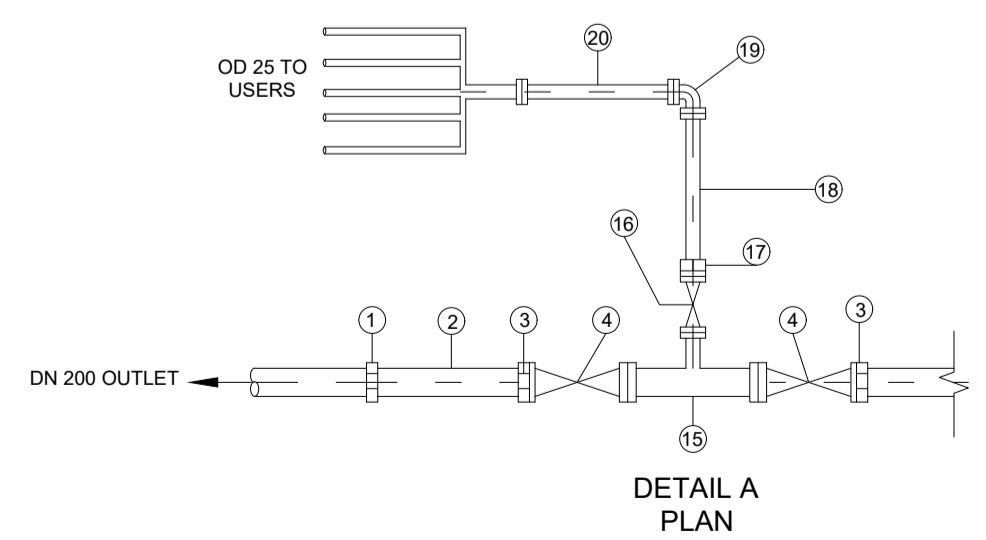 20
19
OD 25 TO
USERS
18
16
17
1
2
3
4
4
3
DN 200 OUTLET
15
DETAIL A
PLAN